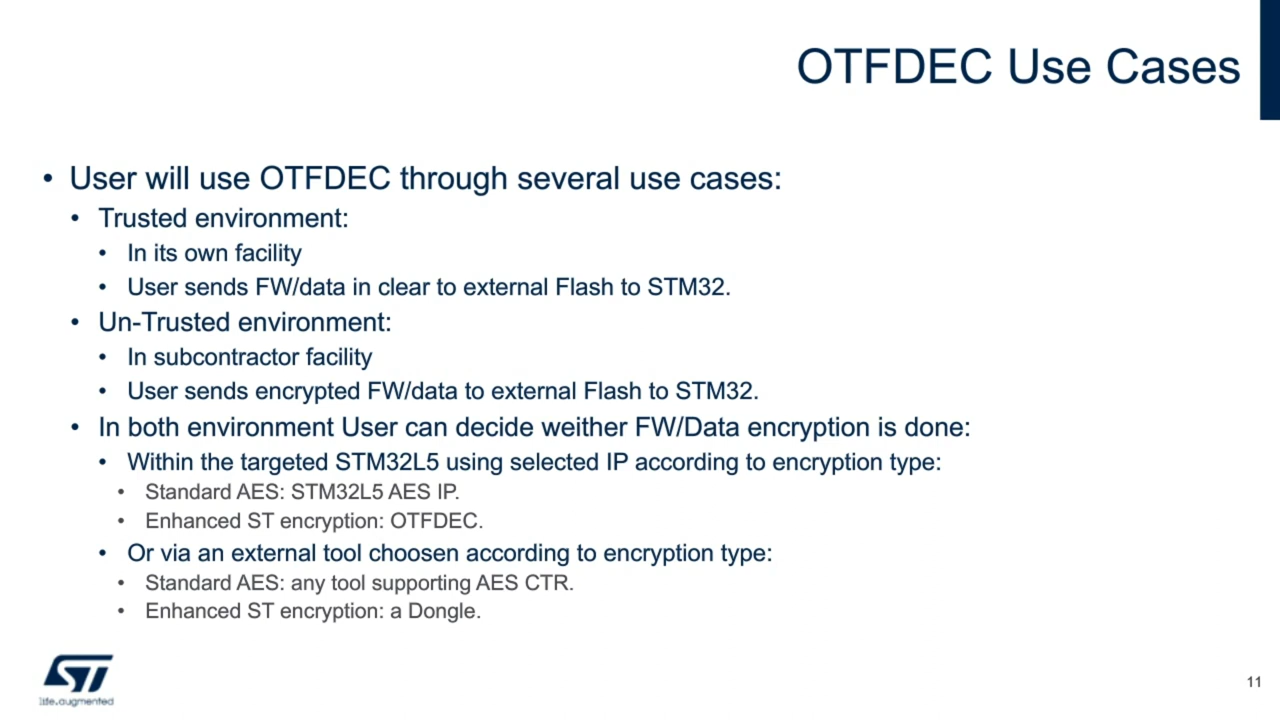 OTFDEC Use Cases
• User will use OTFDEC through several use cases:
• Trusted environment:
• In its own facility
• User sends FW/data in clear to external Flash to STM32.
• Un-Trusted environment:
• In subcontractor facility
• User sends encrypted FW/data to external Flash to STM32.
• In both environment User can decide weither FW/Data encryption is done:
• Within the targeted STM32L5 using selected IP according to encryption type:
• Standard AES: STM32L5 AES IP.
• Enhanced ST encryption: OTFDEC.
• Or via an external tool choosen according to encryption type:
• Standard AES: any tool supporting AES CTR.
• Enhanced ST encryption: a Dongle.
ST
life.augmented
11